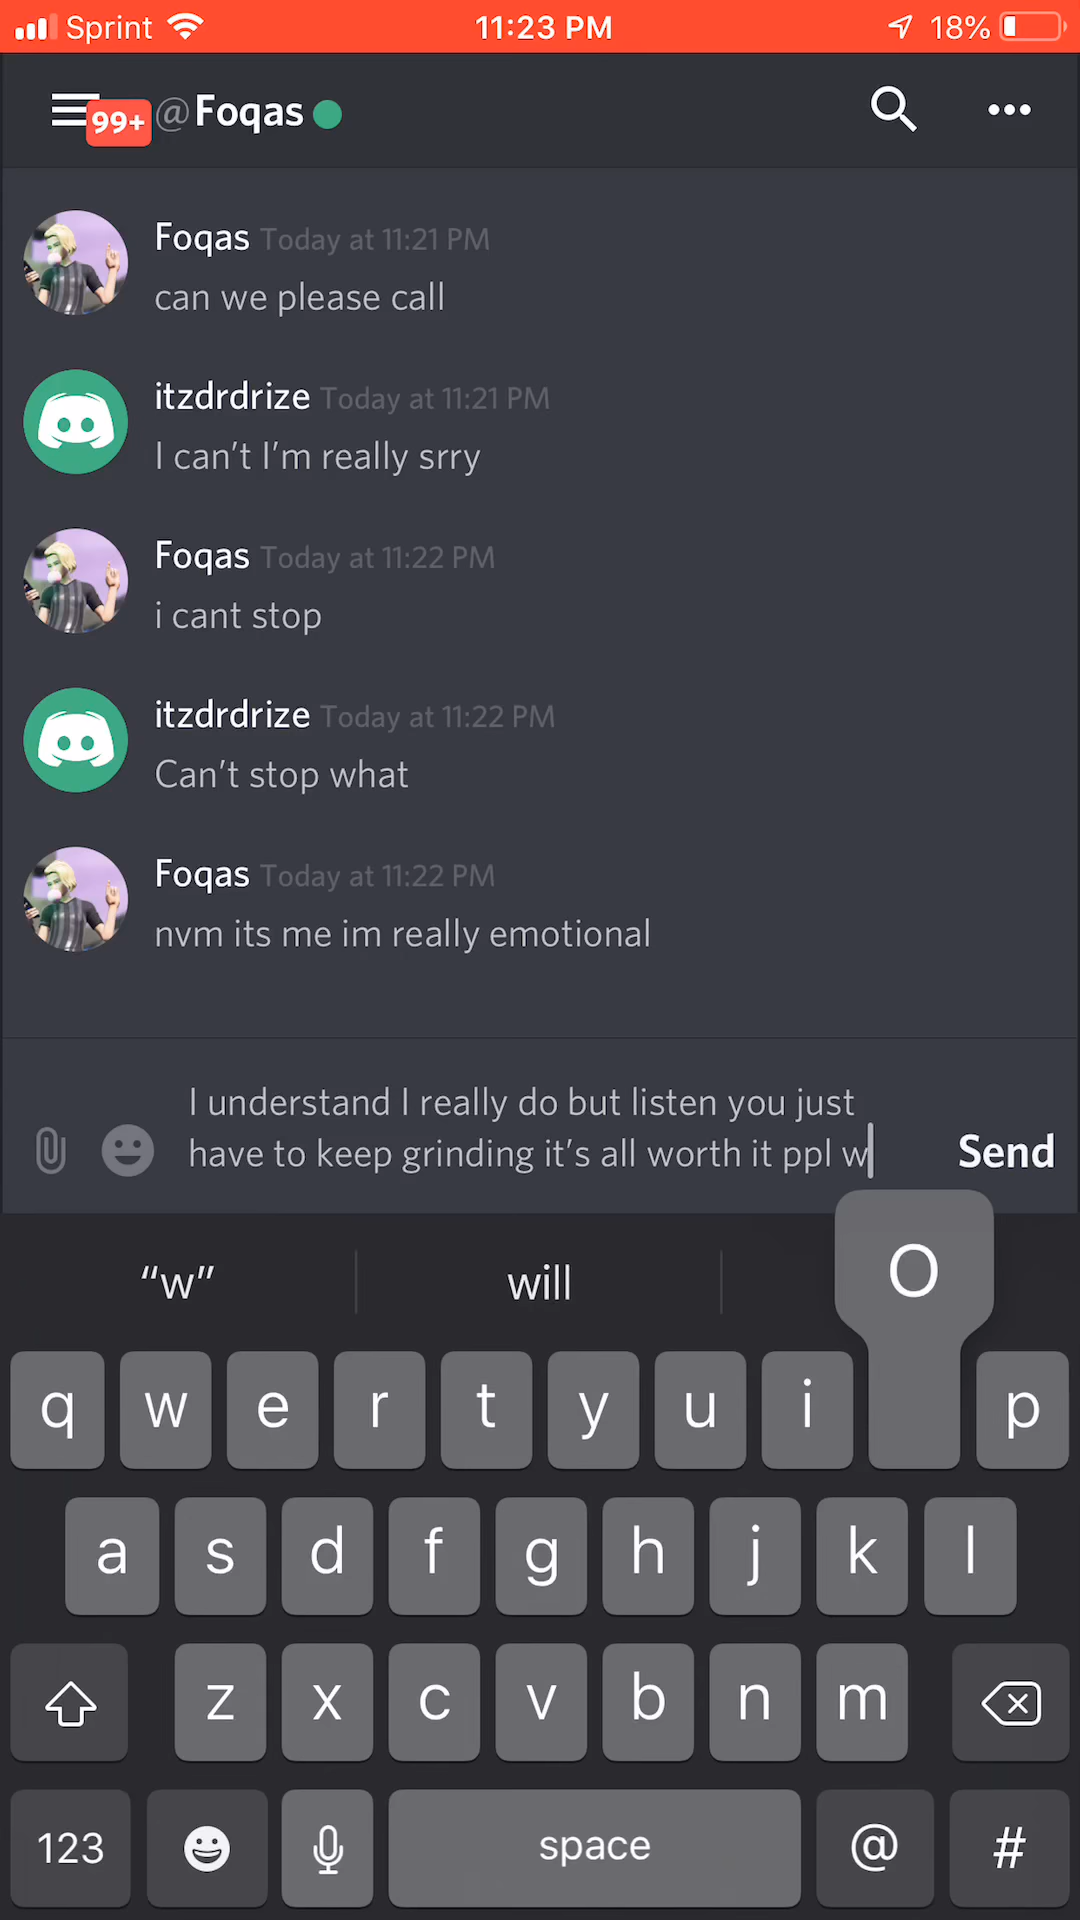 Sprint 11:23 PM 18%
99+ @Foqas
Foqas Today at 11:21 PM
can we please call
itzdrdrize Today at 11:21 PM
I can't I'm really srry
Foqas Today at 11:22 PM
i cant stop
itzdrdrize Today at 11:22 PM
Can't stop what
Foqas Today at 11:22 PM
nvm its me im really emotional
I understand I really do but listen you just
have to keep grinding it's all worth it ppl w
Send
"w" will
O
q w e r t y u i p
a s d f g h j k l
z x c v b n m
123 space @ #